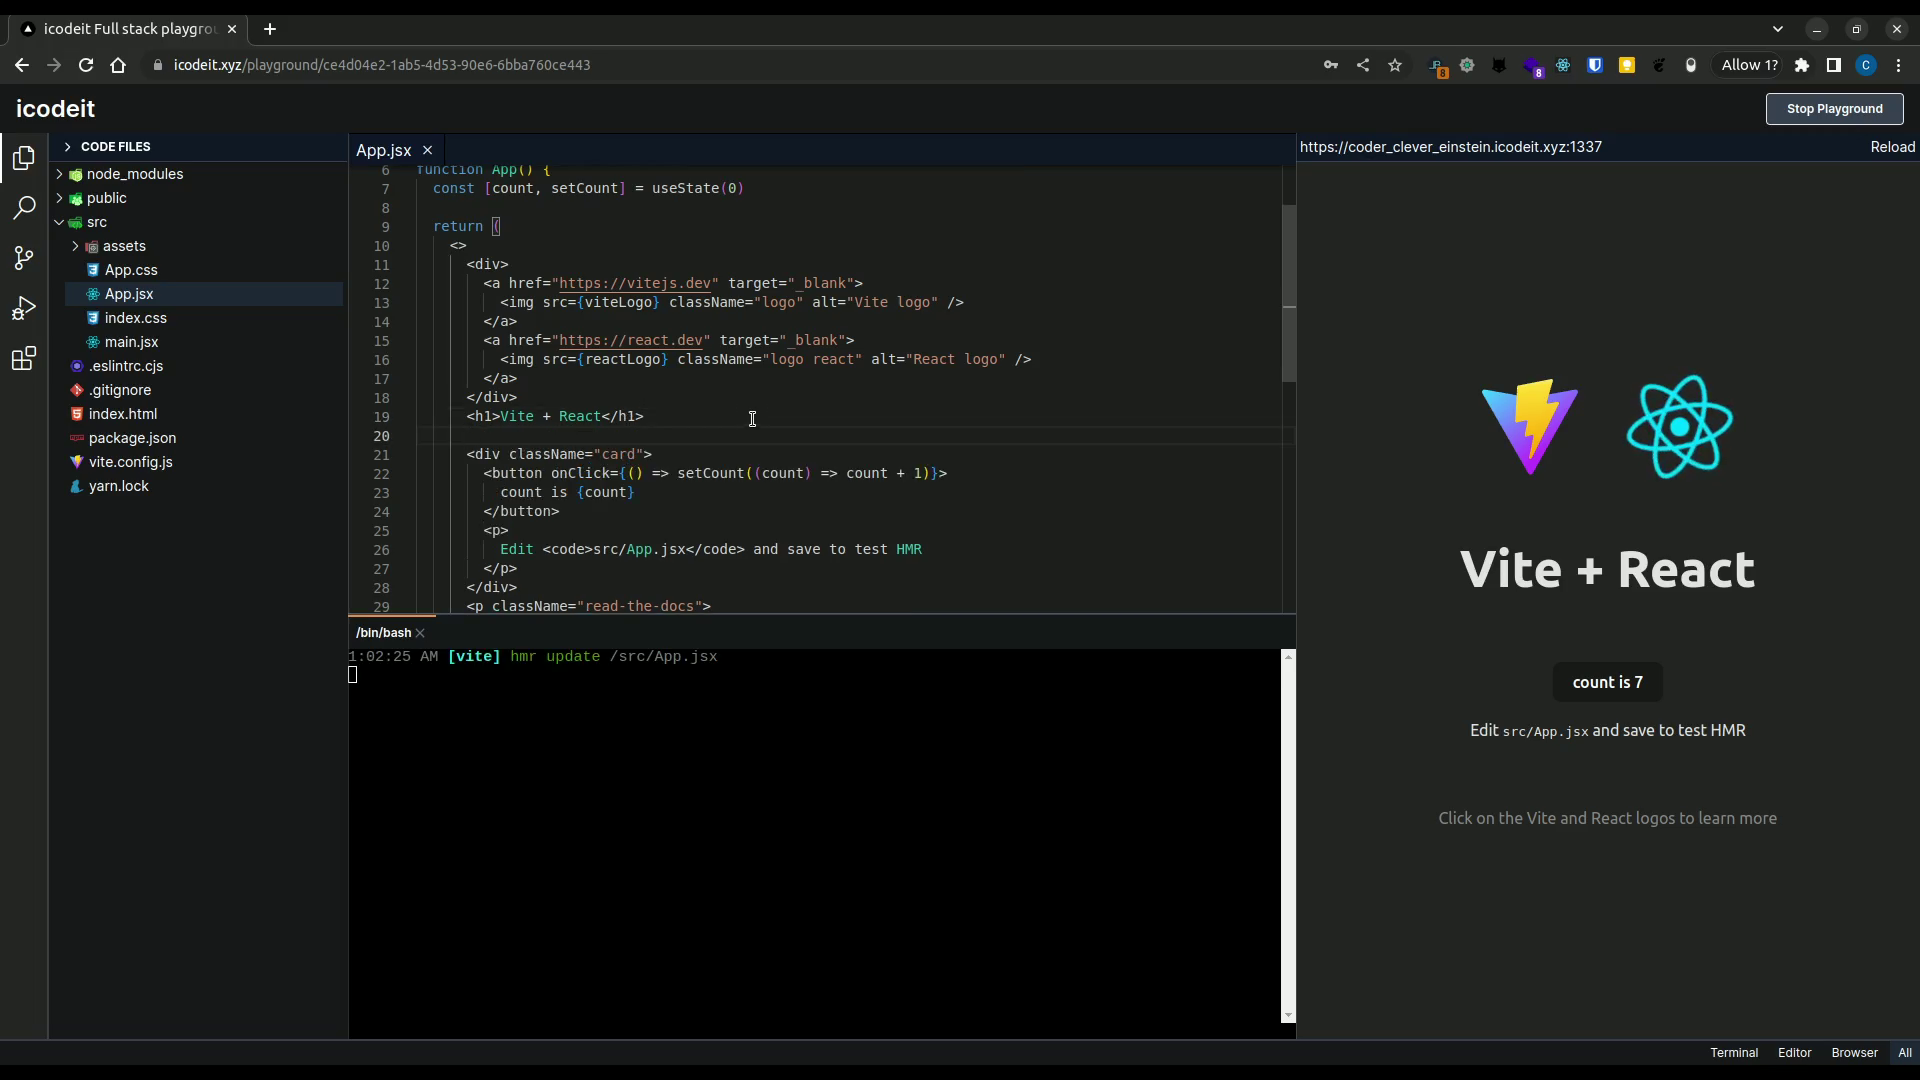 icodeit Full stack playgrou
icodeit.xyz/playground/ce4d04e2-1ab5-4d53-90e6-6bba760ce443
8
8
Allow 1?
C
icodeit
Stop Playground
CODE FILES
node_modules
public
src
assets
App.css
App.jsx
index.css
main.jsx
.eslintrc.cjs
.gitignore
index.html
package.json
vite.config.js
yarn.lock
App.jsx
6 function App() {
7 const [count, setCount] = useState(0)
8
9 return (
10 <>
11 <div>
12 <a href="https://vitejs.dev" target="_blank">
13 <img src={viteLogo} className="logo" alt="Vite logo" />
14 </a>
15 <a href="https://react.dev" target="_blank">
16 <img src={reactLogo} className="logo react" alt="React logo" />
17 </a>
18 </div>
19 <h1>Vite + React</h1>
20
21 <div className="card">
22 <button onClick={() => setCount((count) => count + 1)}>
23 count is {count}
24 </button>
25 <p>
26 Edit <code>src/App.jsx</code> and save to test HMR
27 </p>
28 </div>
29 <p className="read-the-docs">
/bin/bash
1:02:25 AM [vite] hmr update /src/App.jsx
https://coder_clever_einstein.icodeit.xyz:1337
Reload
Vite + React
count is 7
Edit src/App.jsx and save to test HMR
Click on the Vite and React logos to learn more
Terminal
Editor
Browser
All